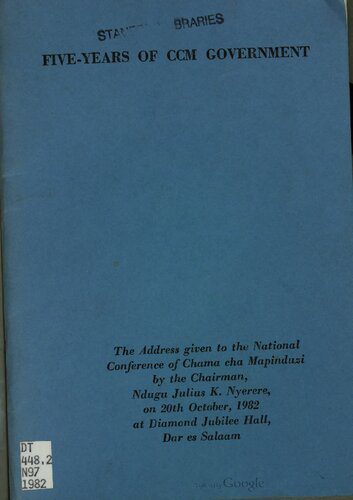 STA
BRARIES
FIVE-YEARS OF CCM GOVERNMENT
The Address given to the National
Conference of Chama cha Mapinduzi
by the Chairman,
Ndugu Julius K. Nyerere,
on 20th October, 1982
at Diamond Jubilee Hall,
Dar es Salaam
DT
448.2
N97
1982
Google